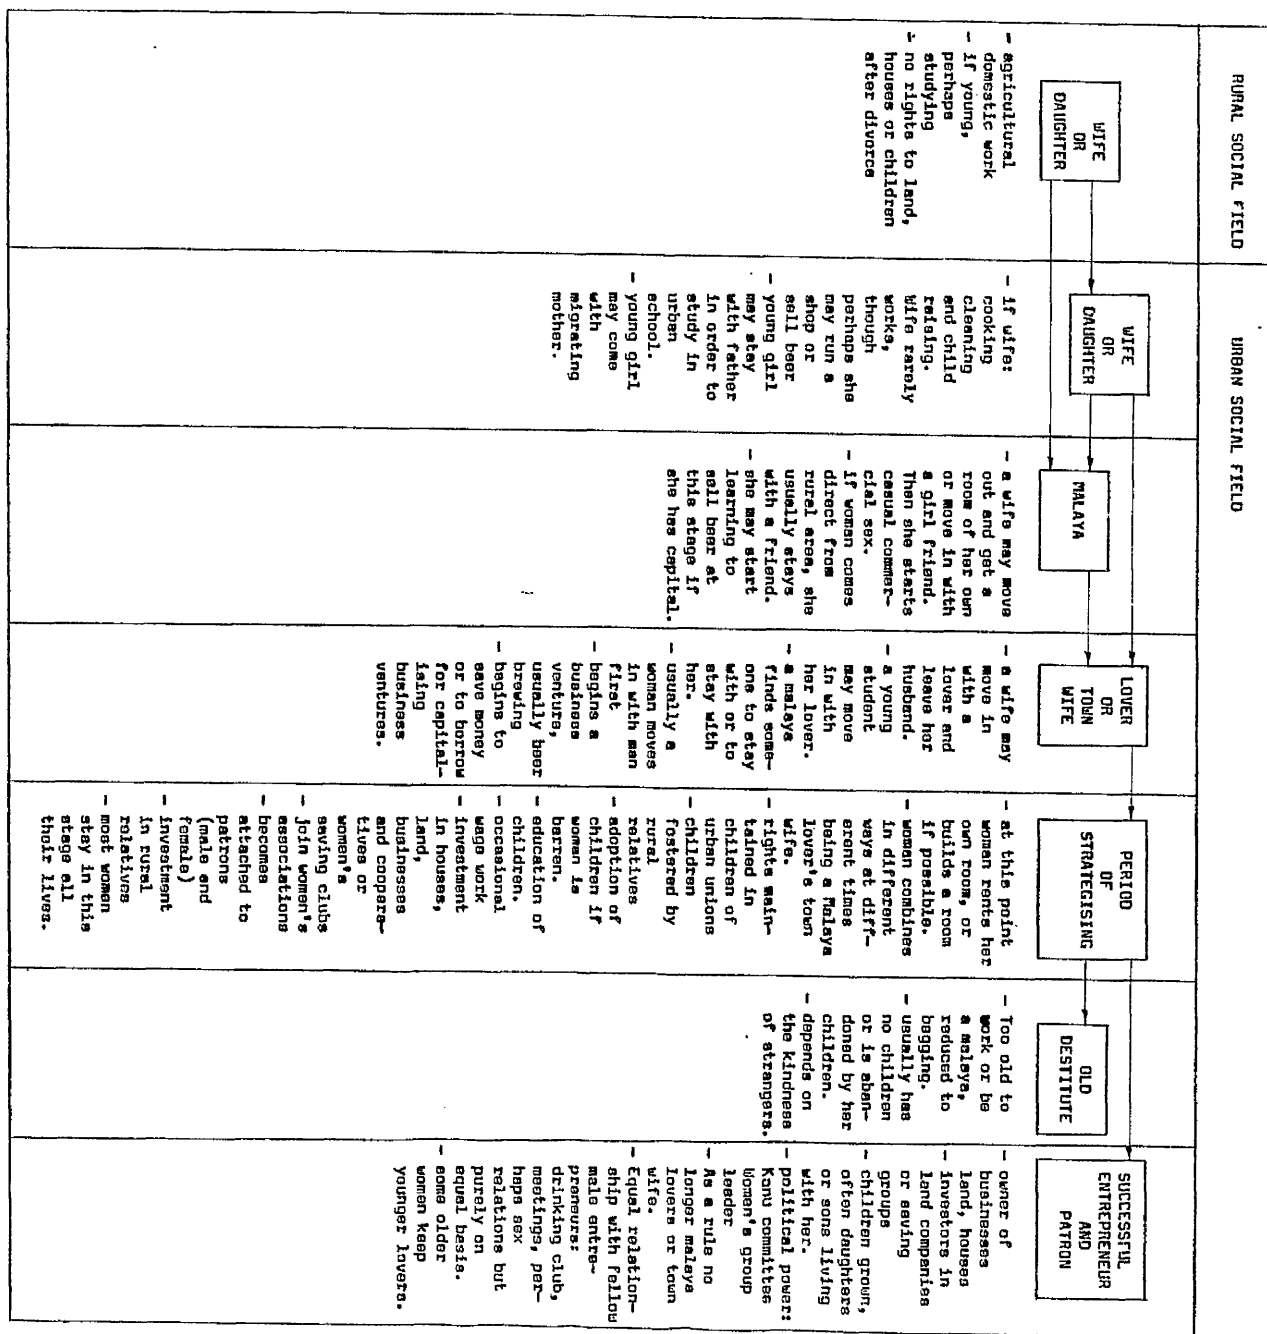 RURAL SOCIAL FIELD
URBAN SOCIAL FIELD
WIFE
OR
DAUGHTER
- agricultural
domestic work
- if young,
perhaps
studying
- no rights to land,
houses or children
after divorce
WIFE
OR
DAUGHTER
- if wife:
cooking
cleaning
and child
raising.
Wife rarely
works,
though
perhaps she
may run a
shop or
sell beer
- young girl
may stay
with father
in order to
study in
urban
school.
- young girl
may come
with
migrating
mother.
MALAYA
- a wife may move
out and get a
room of her own
or move in with
a girl friend.
Then she starts
casual commer-
cial sex.
- if woman comes
direct from
rural area, she
usually stays
with a friend.
- she may start
learning to
sell beer at
this stage if
she has capital.
LOVER
OR
TOWN
WIFE
- a wife may
move in
with a
lover and
leave her
husband.
- a young
student
may move
in with
her lover.
- a malaya
finds some-
one to stay
with or to
stay with
her.
- usually a
woman moves
in with man
first
- begins a
business
venture,
usually beer
brewing
- begins to
save money
or to borrow
for capital-
ising
business
ventures.
PERIOD
OF
STRATEGISING
- at this point
woman rents her
own room, or
builds a room
if possible.
- woman combines
in different
ways at diff-
erent times
being a Malaya
lover's town
wife.
- rights main-
tained in
children of
urban unions
- children
fostered by
rural
relatives
- adoption of
children if
woman is
barren.
- education of
children.
- occasional
wage work
- investment
in houses,
land,
businesses
and coopera-
tives or
women's
saving clubs
- join women's
associations
- becomes
attached to
patrons
(male and
female)
- investment
in rural
relatives
- most women
stay in this
stage all
their lives.
OLD
DESTITUTE
- Too old to
work or be
a malaya,
reduced to
begging.
- usually has
no children
or is aban-
doned by her
children.
- depends on
the kindness
of strangers.
SUCCESSFUL
ENTREPRENEUR
AND
PATRON
- owner of
businesses
land, houses
- investors in
land companies
or saving
groups
- children grown,
often daughters
or sons living
with her.
- political power:
Kanu committee
Women's group
leader
- As a rule no
longer malaya
lovers or town
wife.
- Equal relation-
ship with fellow
male entre-
preneurs:
drinking club,
meetings, per-
haps sex
relations but
purely on
equal basis.
- some older
women keep
younger lovers.